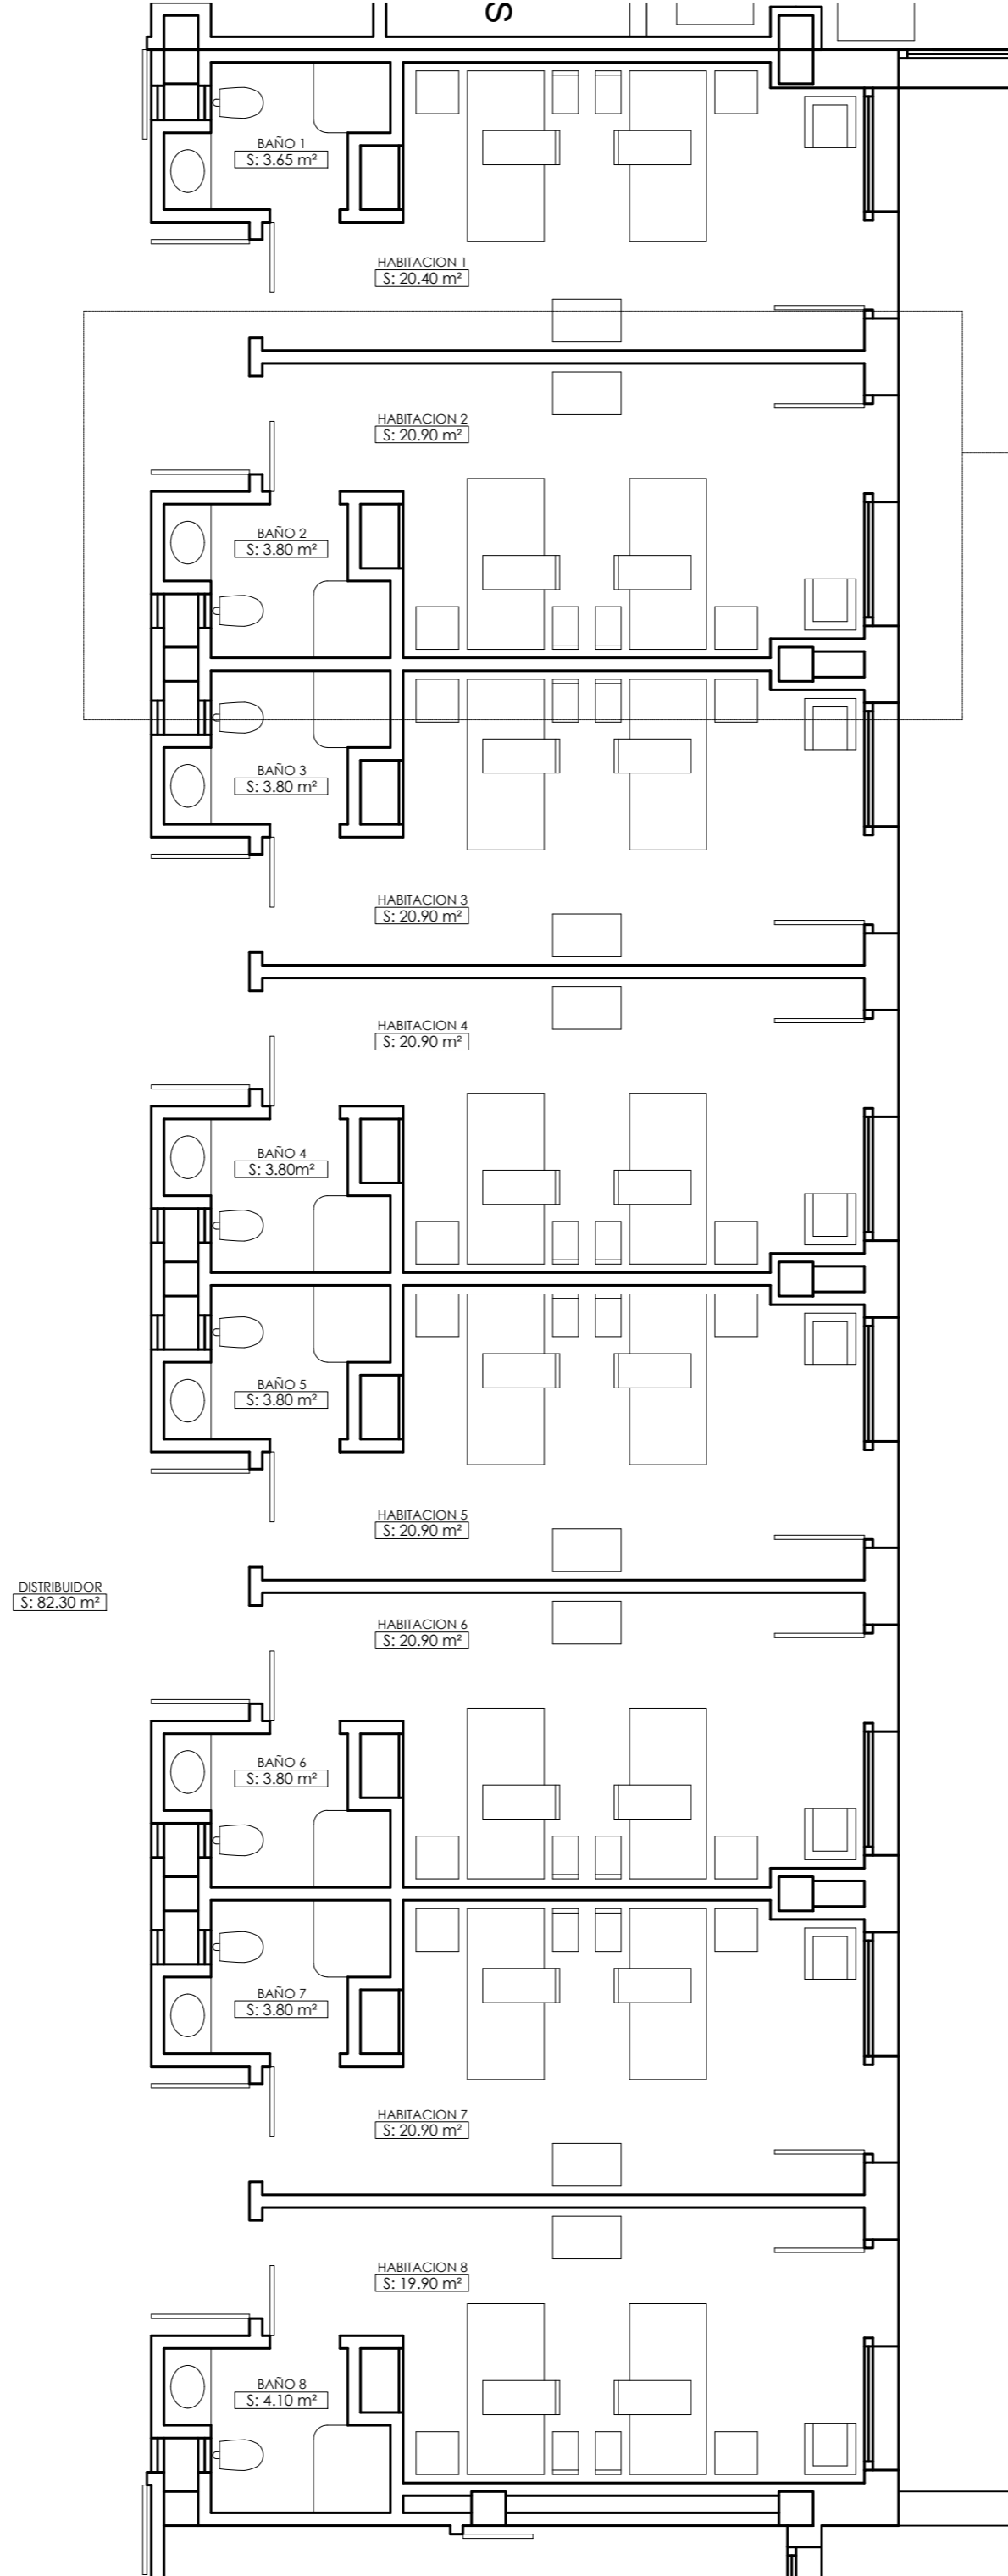 S
BAÑO 1
S: 3.65 m²
HABITACION 1
S: 20.40 m²
HABITACION 2
S: 20.90 m²
BAÑO 2
S: 3.80 m²
BAÑO 3
S: 3.80 m²
HABITACION 3
S: 20.90 m²
HABITACION 4
S: 20.90 m²
BAÑO 4
S: 3.80m²
BAÑO 5
S: 3.80 m²
HABITACION 5
S: 20.90 m²
DISTRIBUIDOR
S: 82.30 m²
HABITACION 6
S: 20.90 m²
BAÑO 6
S: 3.80 m²
BAÑO 7
S: 3.80 m²
HABITACION 7
S: 20.90 m²
HABITACION 8
S: 19.90 m²
BAÑO 8
S: 4.10 m²